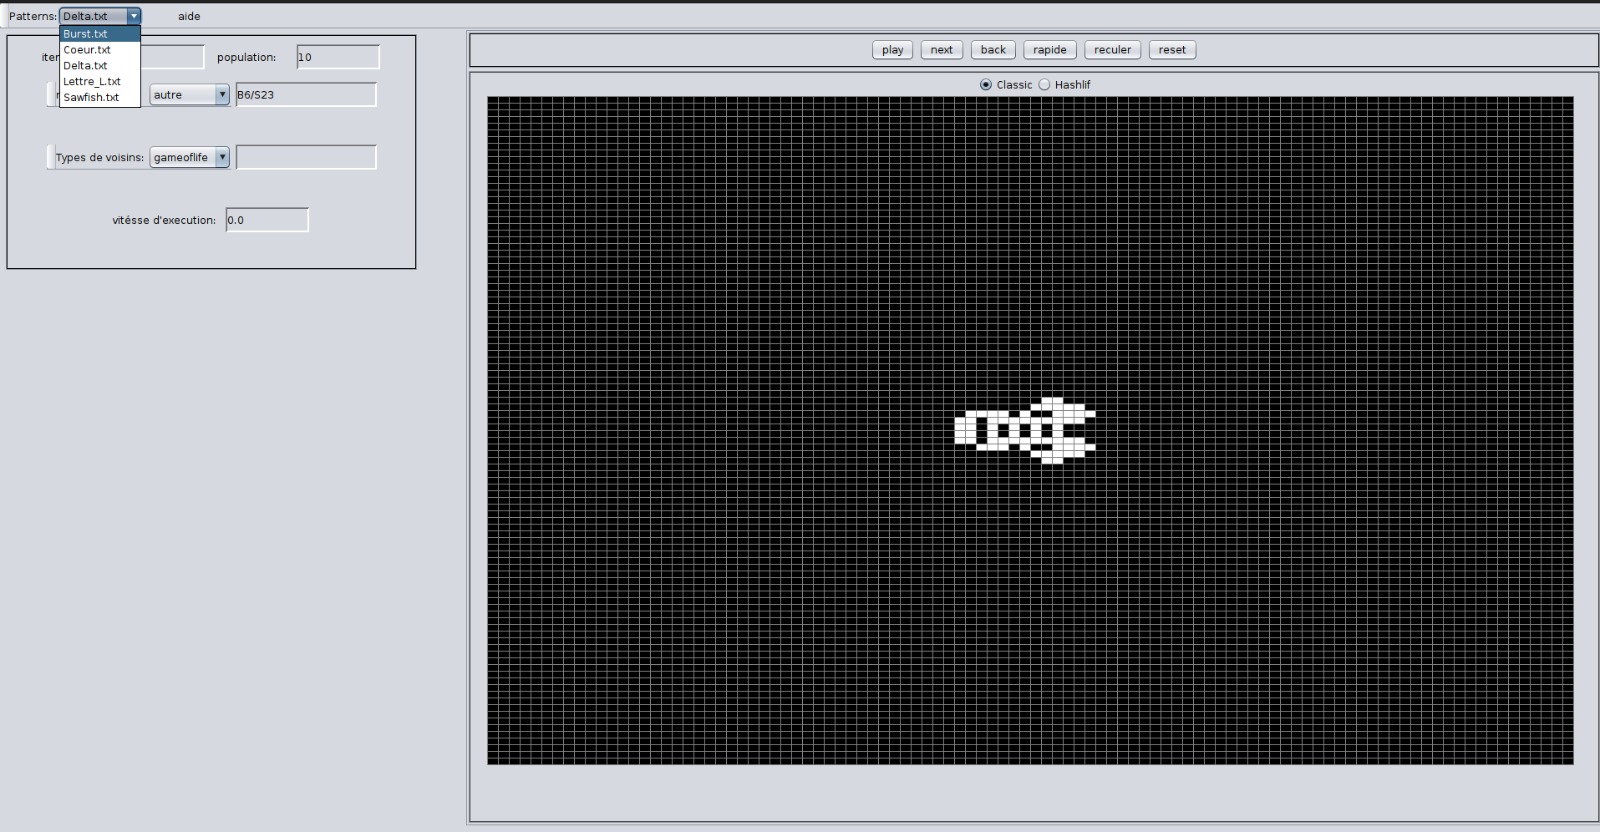 Patterns: Delta.txt aide
Burst.txt
Coeur.txt
Delta.txt
Lettre_L.txt
Sawfish.txt
population: 10
autre B6/S23
Types de voisins: gameoflife
vitésse d'execution: 0.0
play next back rapide reculer reset
Classic Hashlif